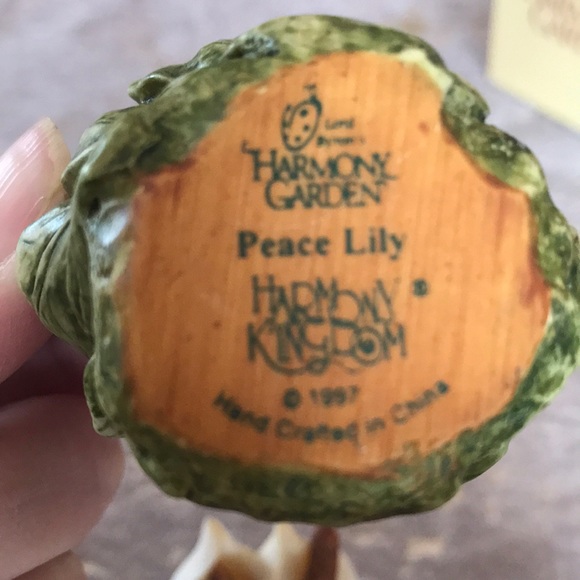 Lord
Byron's
HARMONY
GARDEN
Peace Lily
HARMONY ®
KINGDOM
© 1997
Hand Crafted in China